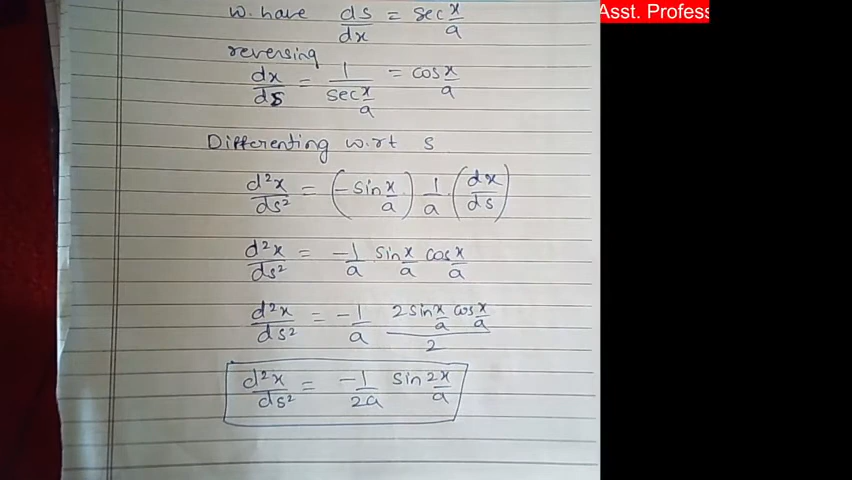 W. have ds/dx = sec x/a
reversing
dx/ds = 1/sec x/a = cos x/a
Differenting w.r.t s
d²x/ds² = (-sin x/a) 1/a . (dx/ds)
d²x/ds² = -1/a sin x/a cos x/a
d²x/ds² = -1/a 2 sin x/a cos x/a / 2
d²x/ds² = -1/2a sin 2x/a
Asst. Profess